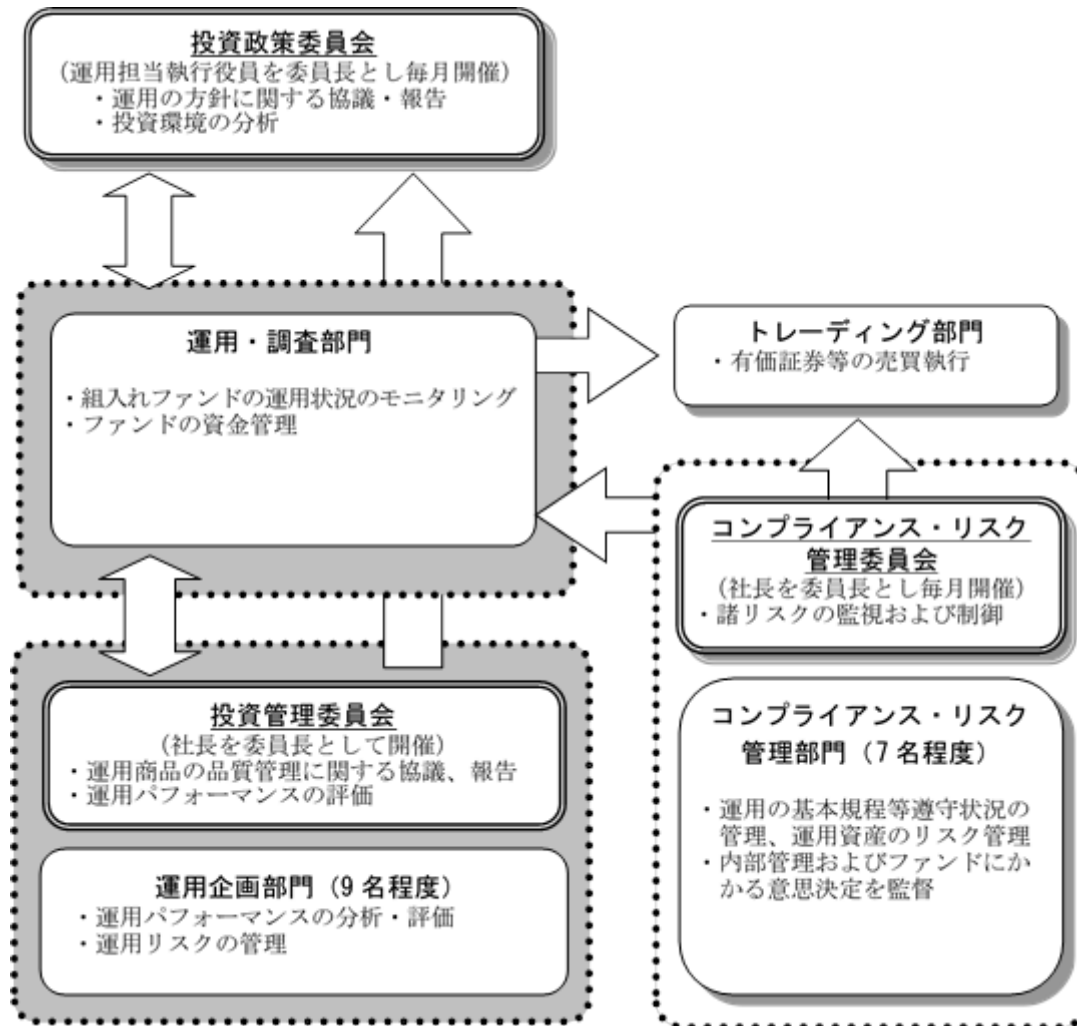 投資政策委員会
(運用担当執行役員を委員長とし毎月開催)
・運用の方針に関する協議・報告
・投資環境の分析
運用・調査部門
・組入れファンドの運用状況のモニタリング
・ファンドの資金管理
トレーディング部門
・有価証券等の売買執行
コンプライアンス・リスク
管理委員会
(社長を委員長とし毎月開催)
・諸リスクの監視および制御
投資管理委員会
(社長を委員長として開催)
・運用商品の品質管理に関する協議、報告
・運用パフォーマンスの評価
運用企画部門（9名程度）
・運用パフォーマンスの分析・評価
・運用リスクの管理
コンプライアンス・リスク
管理部門（7名程度）
・運用の基本規程等遵守状況の
管理、運用資産のリスク管理
・内部管理およびファンドにか
かる意思決定を監督